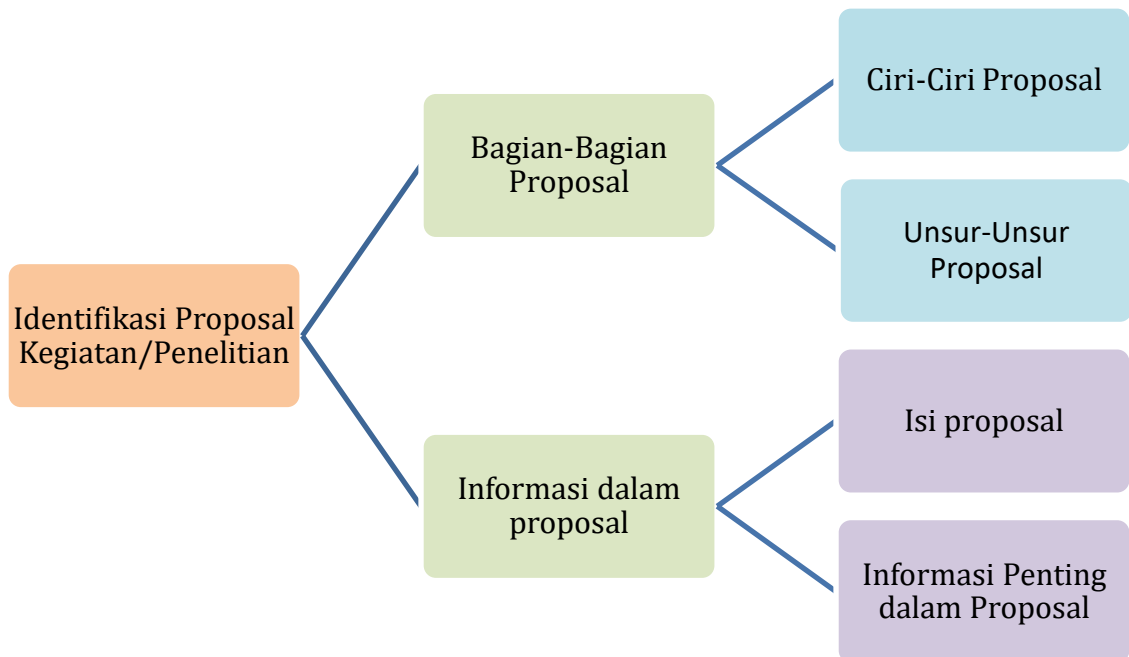 Identifikasi Proposal
Kegiatan/Penelitian
Bagian-Bagian
Proposal
Ciri-Ciri Proposal
Unsur-Unsur
Proposal
Informasi dalam
proposal
Isi proposal
Informasi Penting
dalam Proposal